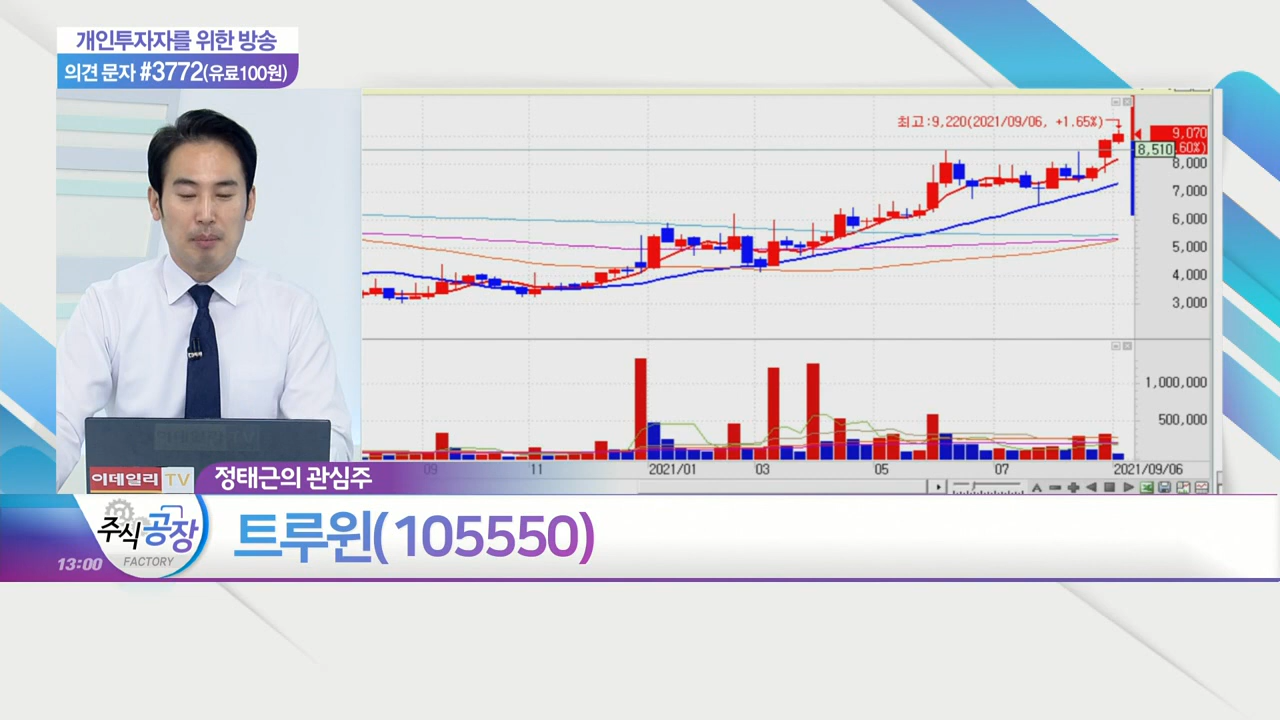 개인투자자를 위한 방송
의견 문자 #3772(유료100원)
최고:9,220(2021/09/06, +1.65%)
9,070
8,510
.60%)
8,000
7,000
6,000
5,000
4,000
3,000
1,000,000
500,000
09
11
2021/01
03
05
07
2021/09/06
이데일리 TV
정태근의 관심주
주식공장
FACTORY
13:00
트루윈(105550)